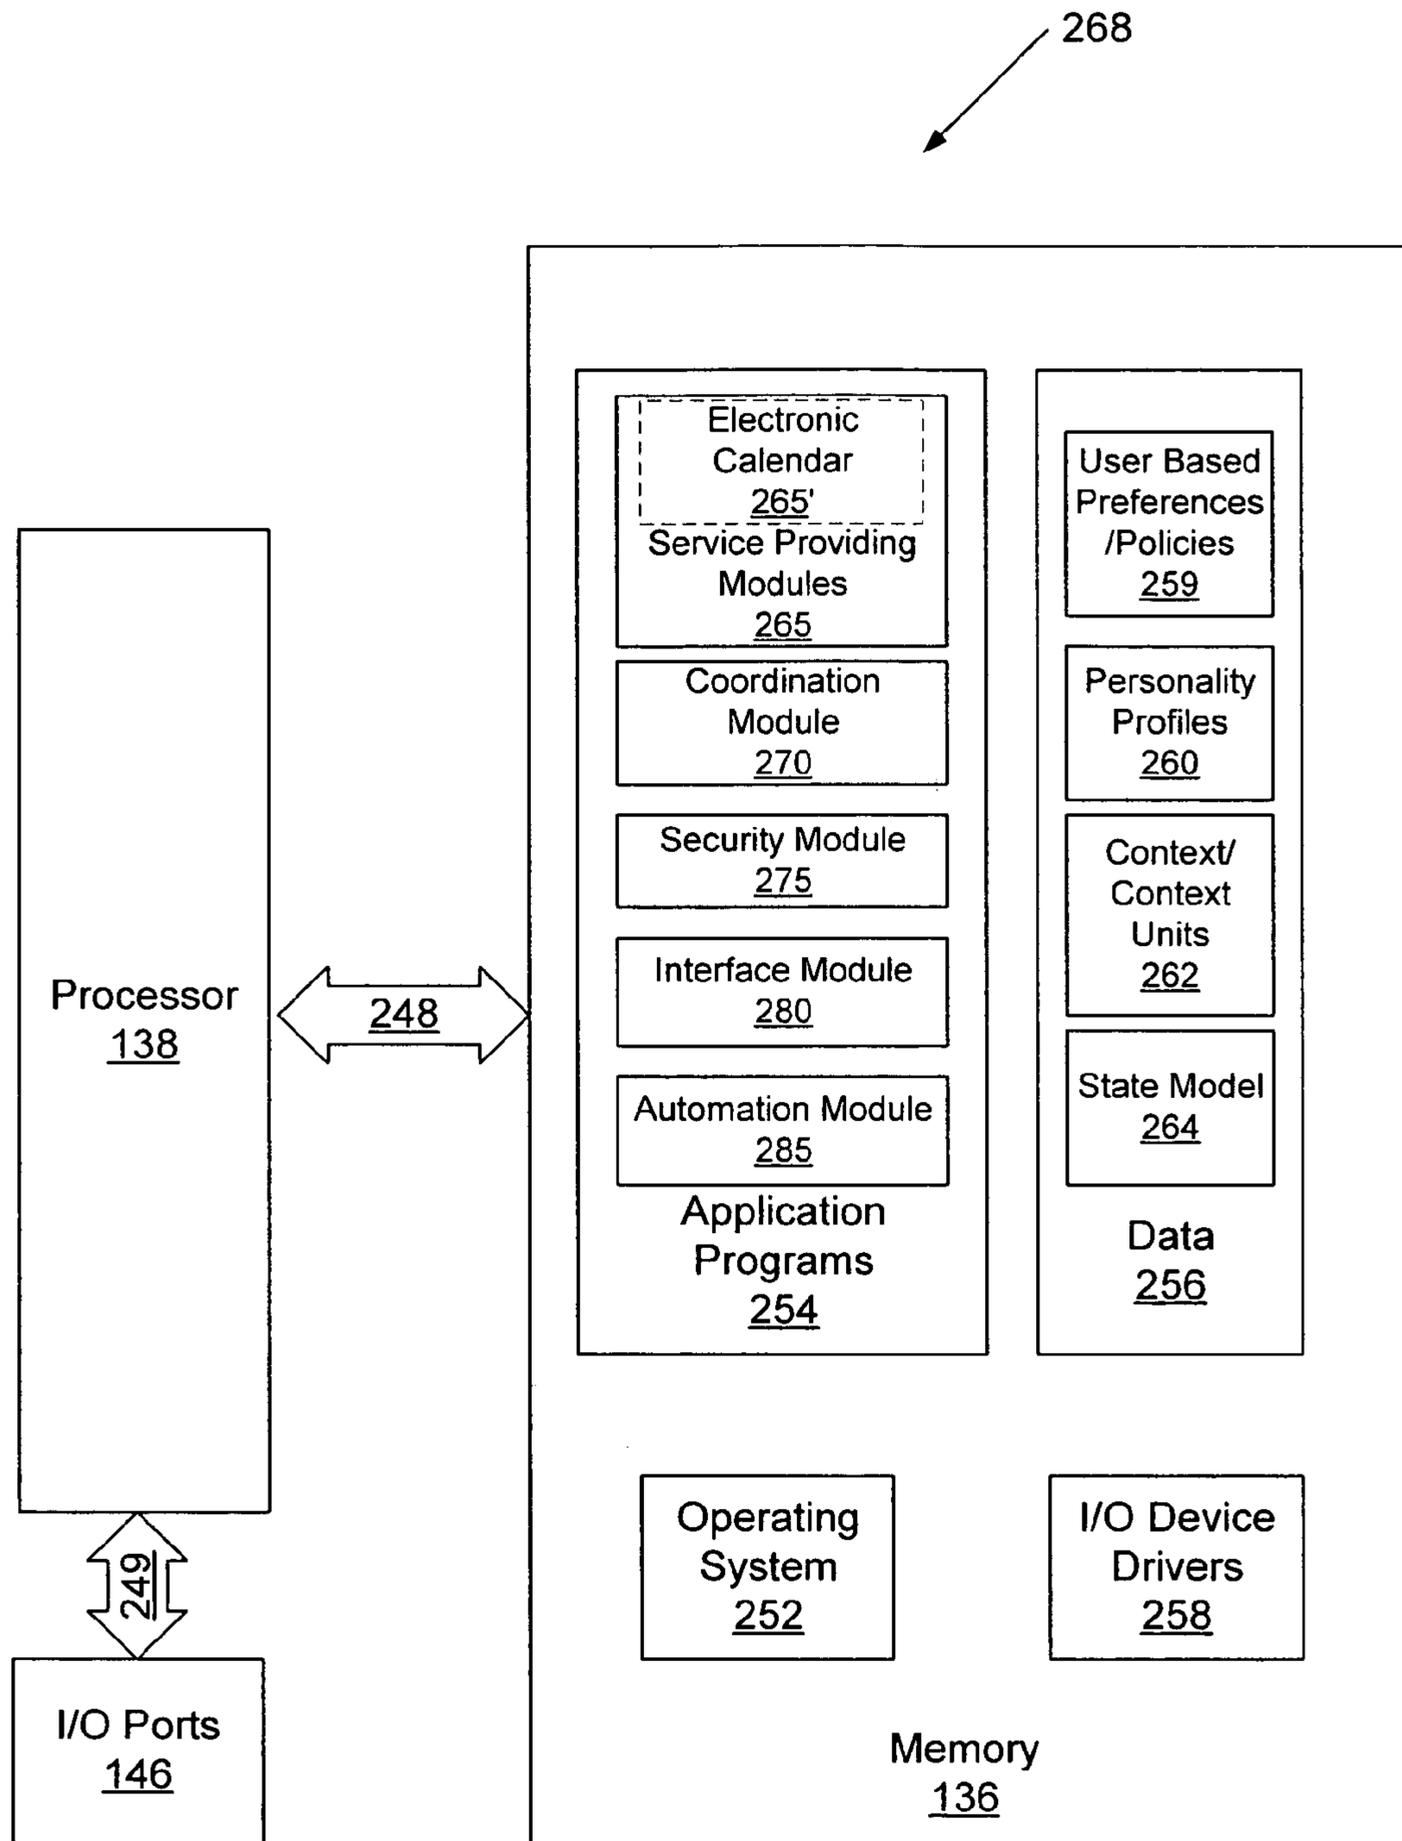 268
Electronic
Calendar
265'
Service Providing
Modules
265
Coordination
Module
270
Security Module
275
Interface Module
280
Automation Module
285
Application
Programs
254
User Based
Preferences
/Policies
259
Personality
Profiles
260
Context/
Context
Units
262
State Model
264
Data
256
Processor
138
248
249
I/O Ports
146
Operating
System
252
I/O Device
Drivers
258
Memory
136